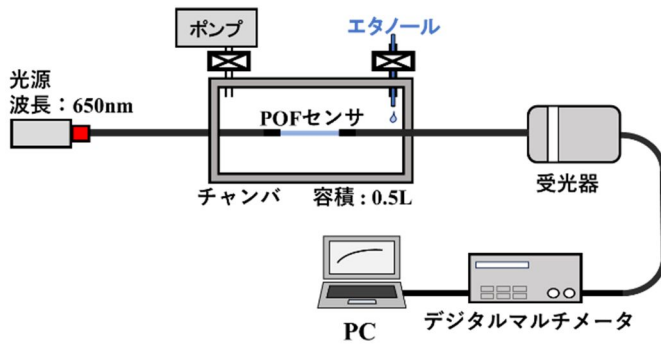 ポンプ
エタノール
光源
波長：650nm
POFセンサ
チャンバ 容積 : 0.5L
受光器
PC
デジタルマルチメータ